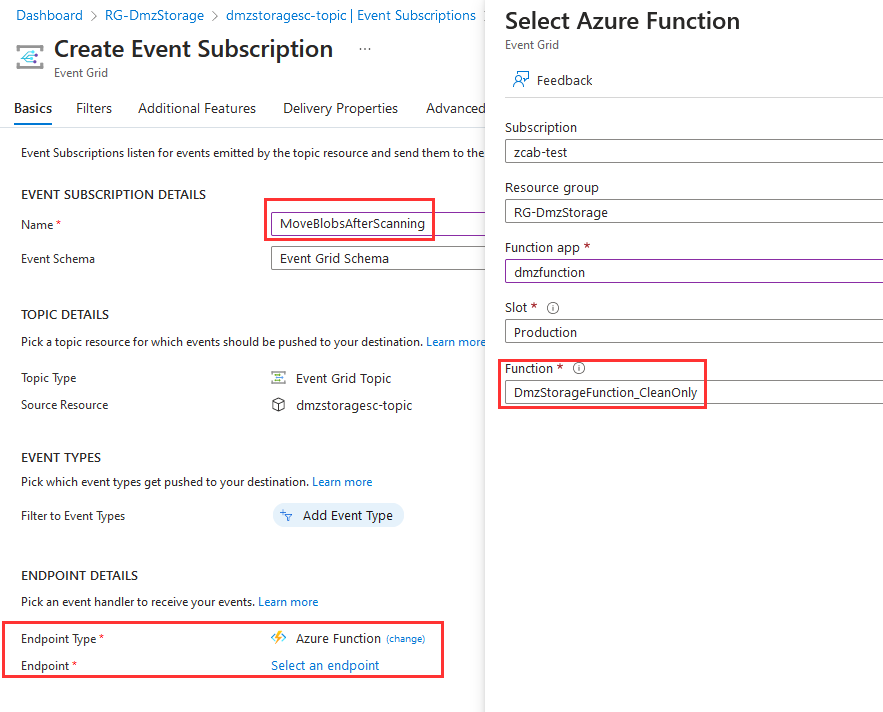 Dashboard > RG-DmzStorage > dmzstoragesc-topic | Event Subscriptions
Create Event Subscription ...
Event Grid
Basics Filters Additional Features Delivery Properties Advanced
Event Subscriptions listen for events emitted by the topic resource and send them to the
EVENT SUBSCRIPTION DETAILS
Name * MoveBlobsAfterScanning
Event Schema Event Grid Schema
TOPIC DETAILS
Pick a topic resource for which events should be pushed to your destination. Learn more
Topic Type Event Grid Topic
Source Resource dmzstoragesc-topic
EVENT TYPES
Pick which event types get pushed to your destination. Learn more
Filter to Event Types Add Event Type
ENDPOINT DETAILS
Pick an event handler to receive your events. Learn more
Endpoint Type * Azure Function (change)
Endpoint * Select an endpoint
Select Azure Function
Event Grid
Feedback
Subscription
zcab-test
Resource group
RG-DmzStorage
Function app *
dmzfunction
Slot *
Production
Function *
DmzStorageFunction_CleanOnly